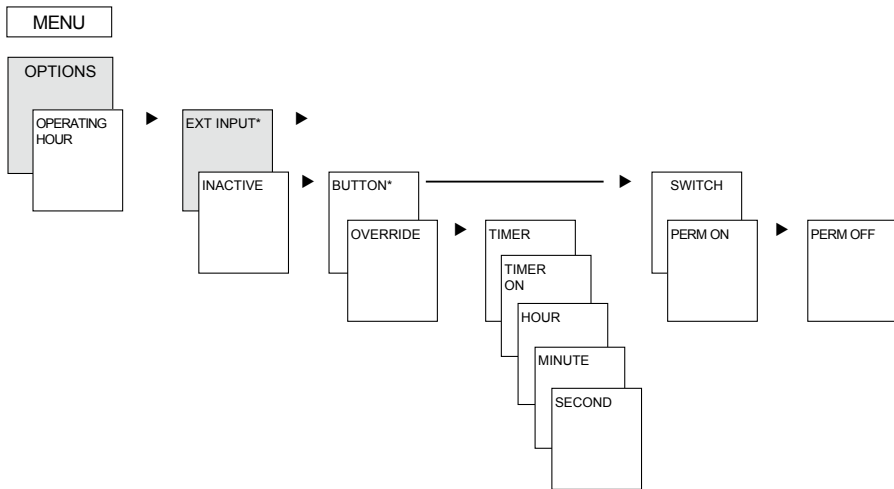 MENU
OPTIONS
OPERATING
HOUR
EXT INPUT*
INACTIVE
BUTTON*
OVERRIDE
TIMER
TIMER
ON
HOUR
MINUTE
SECOND
SWITCH
PERM ON
PERM OFF